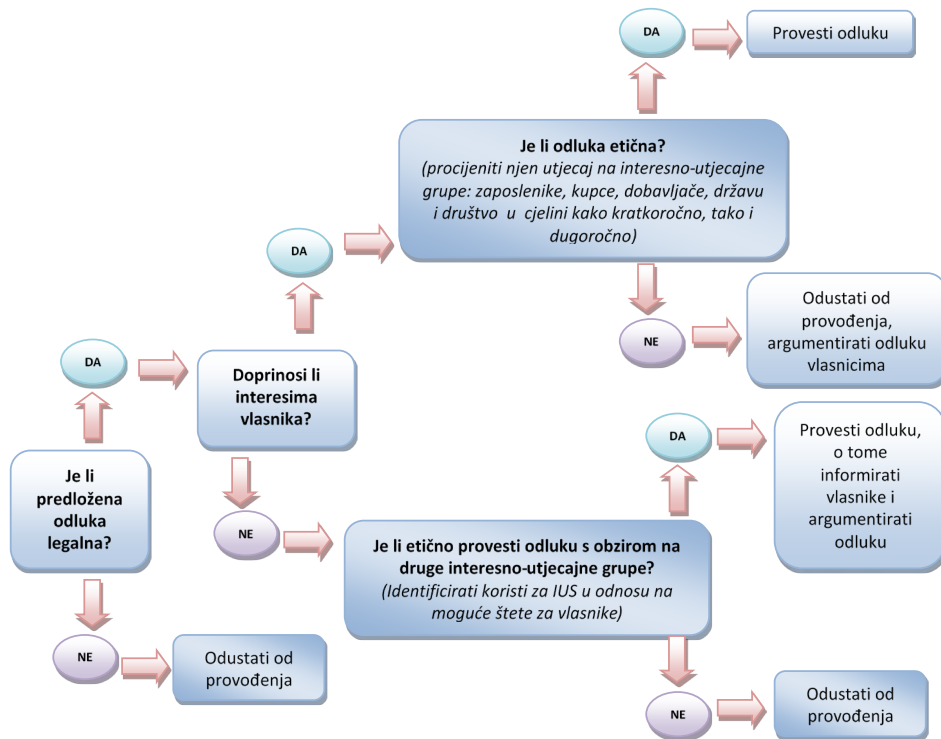 DA
Provesti odluku
Je li odluka etična?
(procijeniti njen utjecaj na interesno-utjecajne
grupe: zaposlenike, kupce, dobavljače, državu
i društvo u cjelini kako kratkoročno, tako i
dugoročno)
DA
NE
Odustati od
provođenja,
argumentirati odluku
vlasnicima
DA
Doprinosi li
interesima
vlasnika?
DA
Provesti odluku,
o tome
informirati
vlasnike i
argumentirati
odluku
Je li
predložena
odluka
legalna?
NE
Je li etično provesti odluku s obzirom na
druge interesno-utjecajne grupe?
(Identificirati koristi za IUS u odnosu na
moguće štete za vlasnike)
NE
Odustati od
provođenja
NE
Odustati od
provođenja